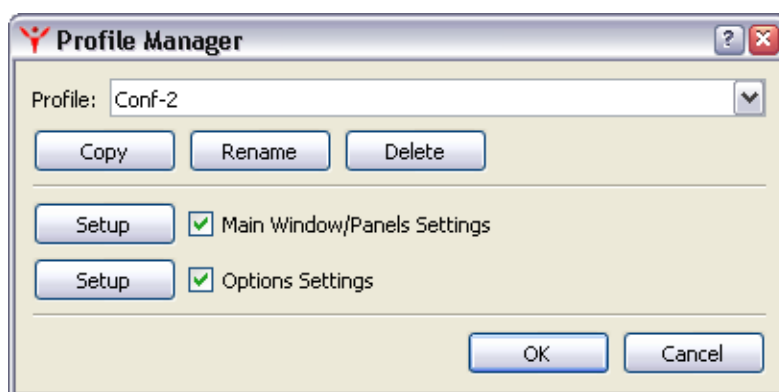 Profile Manager ?
Profile: Conf-2
Copy Rename Delete
Setup Main Window/Panels Settings
Setup Options Settings
OK Cancel